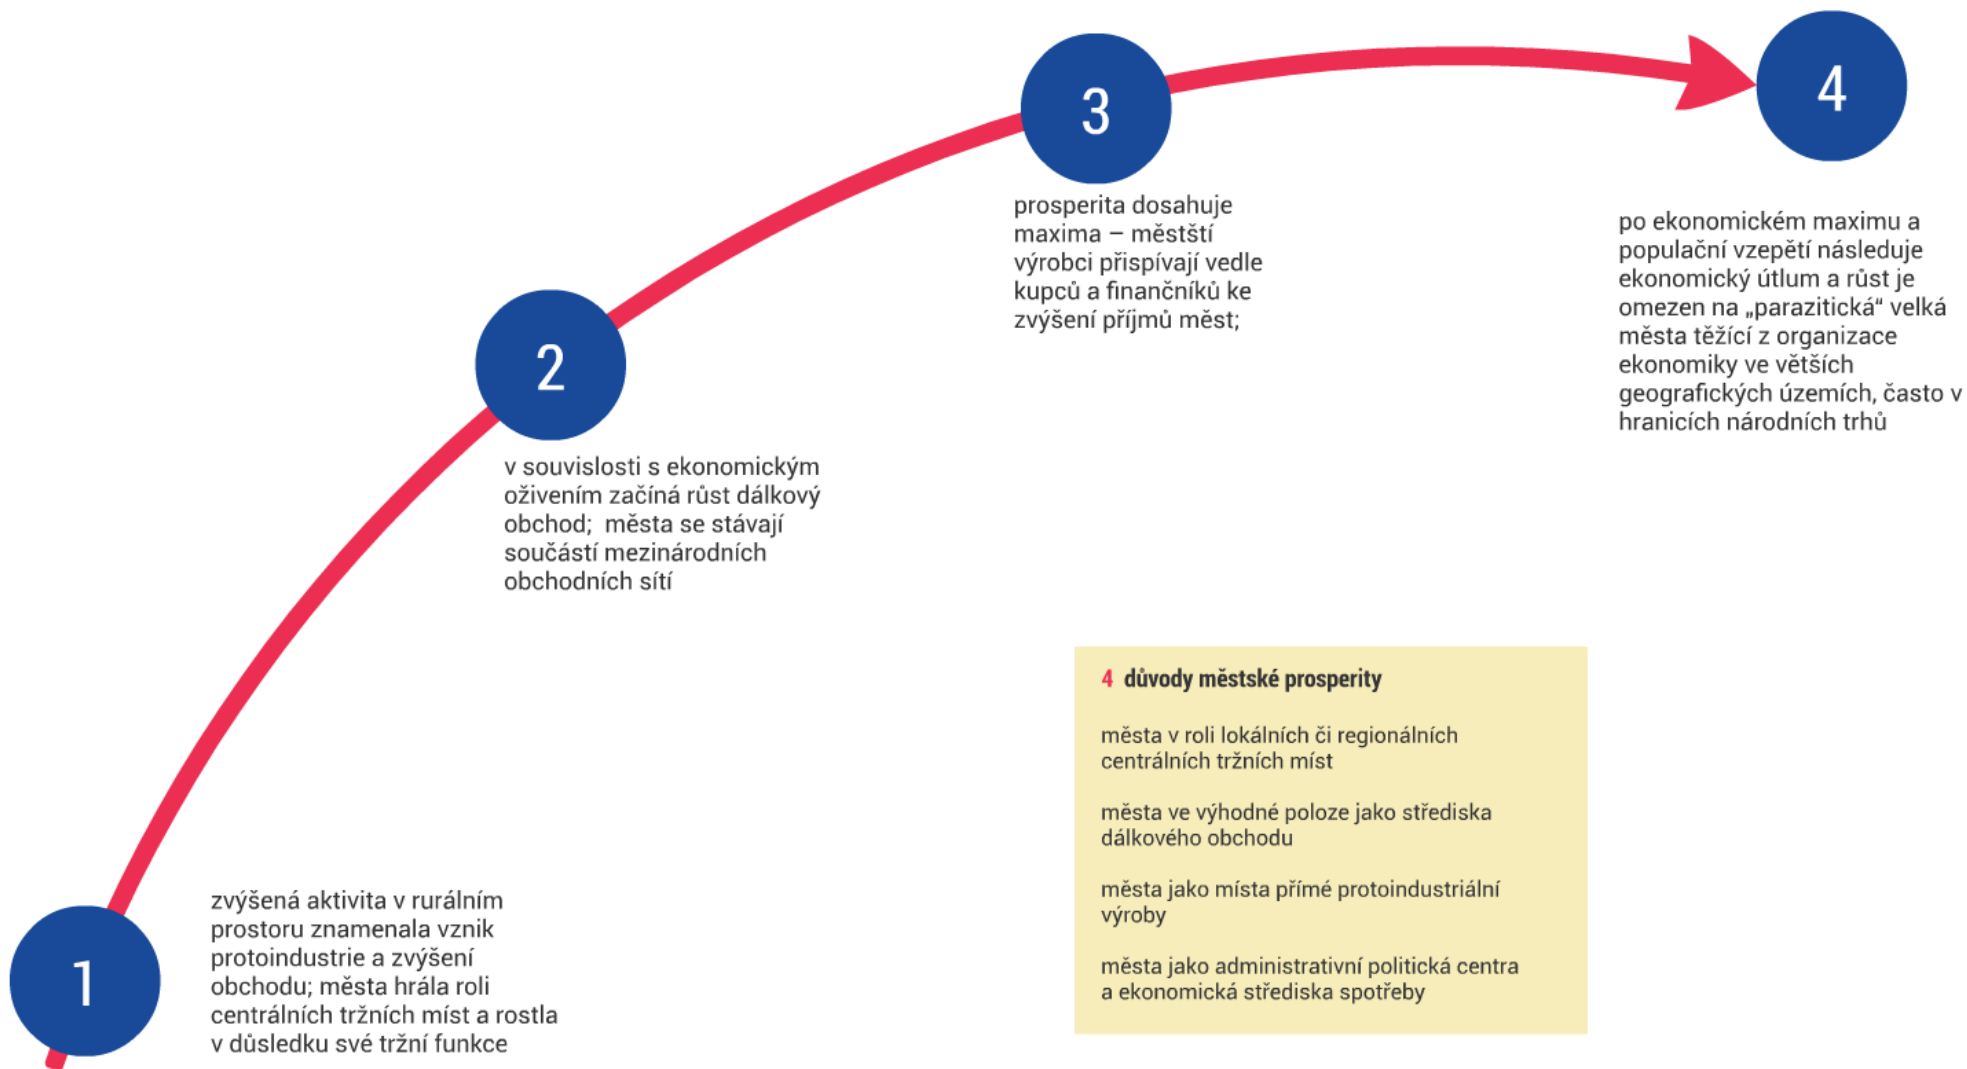 1
zvýšená aktivita v rurálním
prostoru znamenala vznik
protoindustrie a zvýšení
obchodu; města hrála roli
centrálních tržních míst a rostla
v důsledku své tržní funkce
2
v souvislosti s ekonomickým
oživením začíná růst dálkový
obchod;  města se stávají
součástí mezinárodních
obchodních sítí
3
prosperita dosahuje
maxima – městští
výrobci přispívají vedle
kupců a finančníků ke
zvýšení příjmů měst;
4
po ekonomickém maximu a
populační vzepětí následuje
ekonomický útlum a růst je
omezen na „parazitická“ velká
města těžící z organizace
ekonomiky ve větších
geografických územích, často v
hranicích národních trhů
4 důvody městské prosperity
města v roli lokálních či regionálních
centrálních tržních míst
města ve výhodné poloze jako střediska
dálkového obchodu
města jako místa přímé protoindustriální
výroby
města jako administrativní politická centra
a ekonomická střediska spotřeby